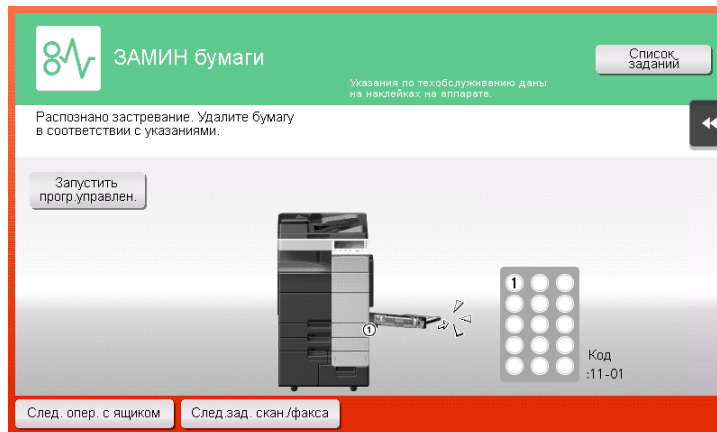 ЗАМИН бумаги
Список
заданий
Указания по техобслуживанию даны
на наклейках на аппарате.
Распознано застревание. Удалите бумагу
в соответствии с указаниями.
Запустить
прогр.управлен.
1
1
Код
:11-01
След. опер. с ящиком
След.зад. скан./факса